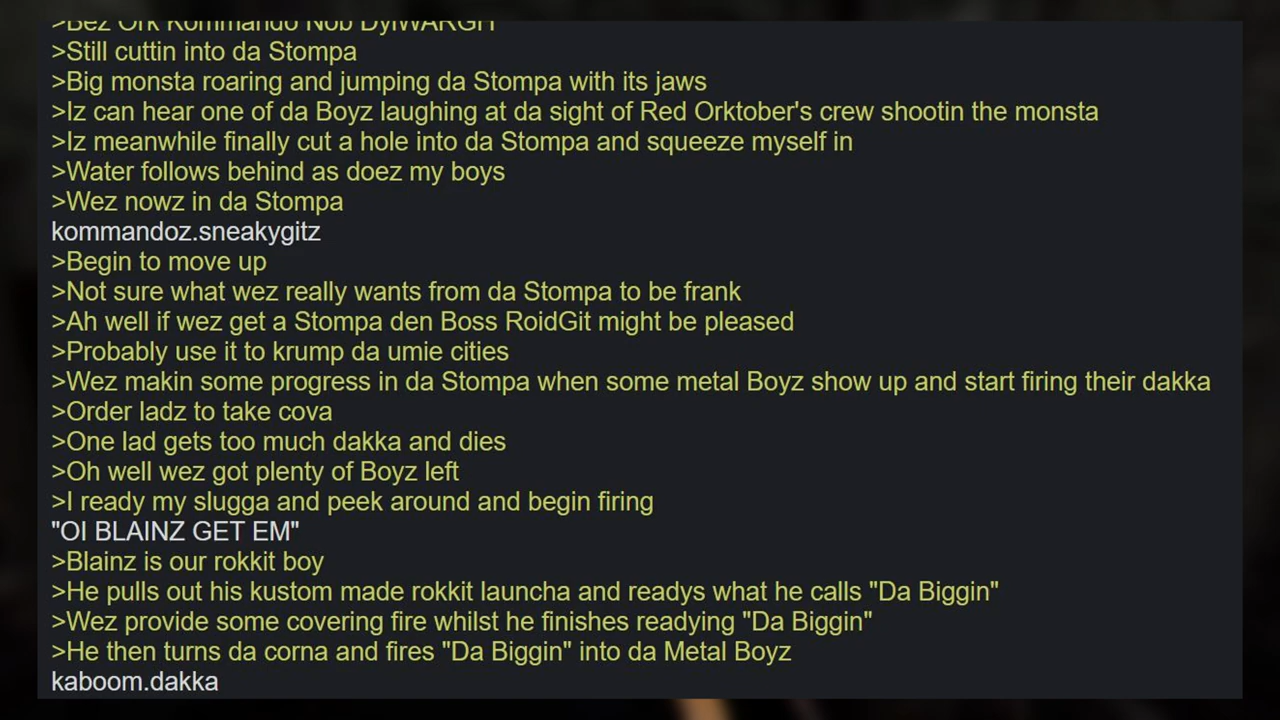 >Bez Ork Kommando Nob DylWARGH
>Still cuttin into da Stompa
>Big monsta roaring and jumping da Stompa with its jaws
>Iz can hear one of da Boyz laughing at da sight of Red Orktober's crew shootin the monsta
>Iz meanwhile finally cut a hole into da Stompa and squeeze myself in
>Water follows behind as doez my boys
>Wez nowz in da Stompa
kommandoz.sneakygitz
>Begin to move up
>Not sure what wez really wants from da Stompa to be frank
>Ah well if wez get a Stompa den Boss RoidGit might be pleased
>Probably use it to krump da umie cities
>Wez makin some progress in da Stompa when some metal Boyz show up and start firing their dakka
>Order ladz to take cova
>One lad gets too much dakka and dies
>Oh well wez got plenty of Boyz left
>I ready my slugga and peek around and begin firing
"OI BLAINZ GET EM"
>Blainz is our rokkit boy
>He pulls out his kustom made rokkit launcha and readys what he calls "Da Biggin"
>Wez provide some covering fire whilst he finishes readying "Da Biggin"
>He then turns da corna and fires "Da Biggin" into da Metal Boyz
kaboom.dakka